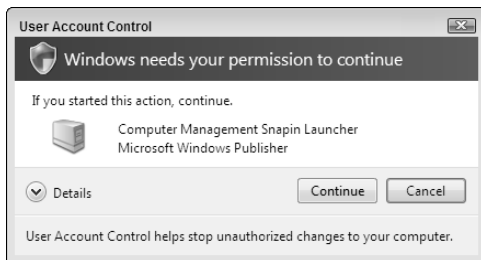 User Account Control
Windows needs your permission to continue
If you started this action, continue.
Computer Management Snapin Launcher
Microsoft Windows Publisher
Details
Continue
Cancel
User Account Control helps stop unauthorized changes to your computer.